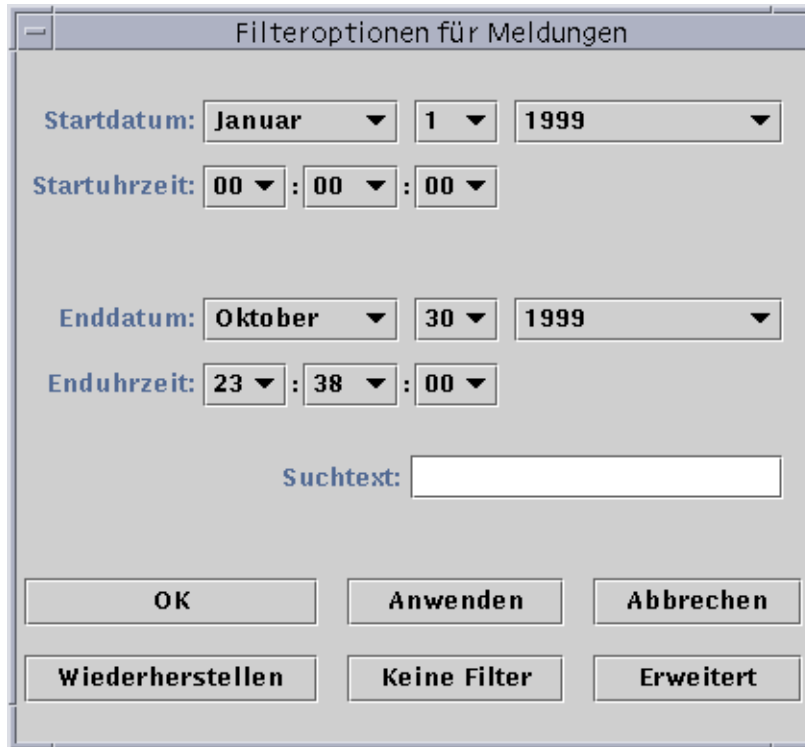 Filteroptionen für Meldungen
Startdatum: Januar 1 1999
Startuhrzeit: 00 : 00 : 00
Enddatum: Oktober 30 1999
Enduhrzeit: 23 : 38 : 00
Suchtext:
OK Anwenden Abbrechen
Wiederherstellen Keine Filter Erweitert